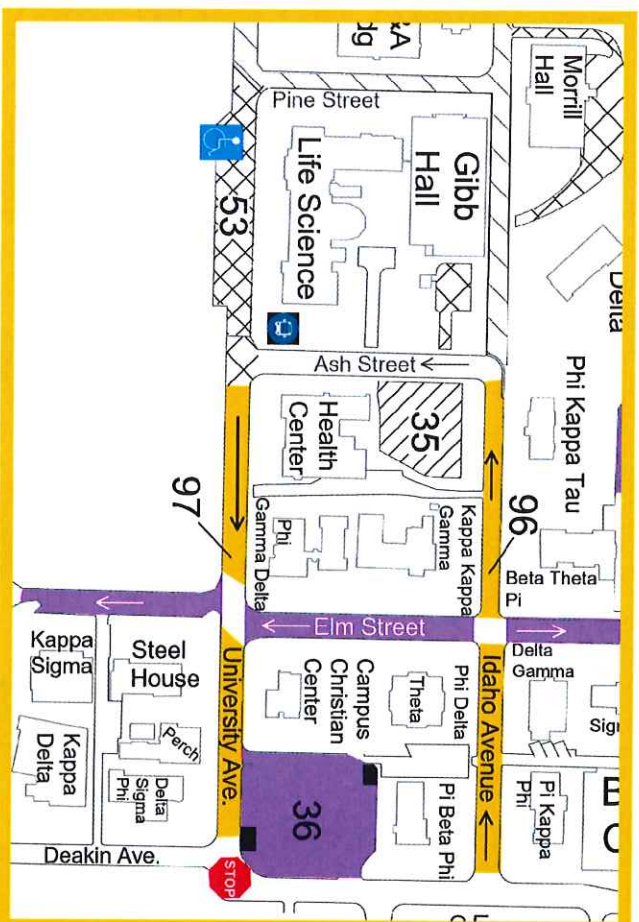 &A
dg
Morrill
Hall
Pine Street
Gibb
Hall
Life Science
53
Delta
Phi Kappa Tau
Ash Street
35
Health
Center
97
96
Kappa Kappa
Gamma
Phi
Gamma Delta
Beta Theta
Pi
Elm Street
Kappa
Sigma
Steel
House
Perch
Kappa
Delta
Delta
Sigma
Phi
University Ave.
Campus
Christian
Center
Phi Delta
Theta
Idaho Avenue
Delta
Gamma
Sig
Pi Kappa
Phi
Pi Beta Phi
36
Deakin Ave.
STOP